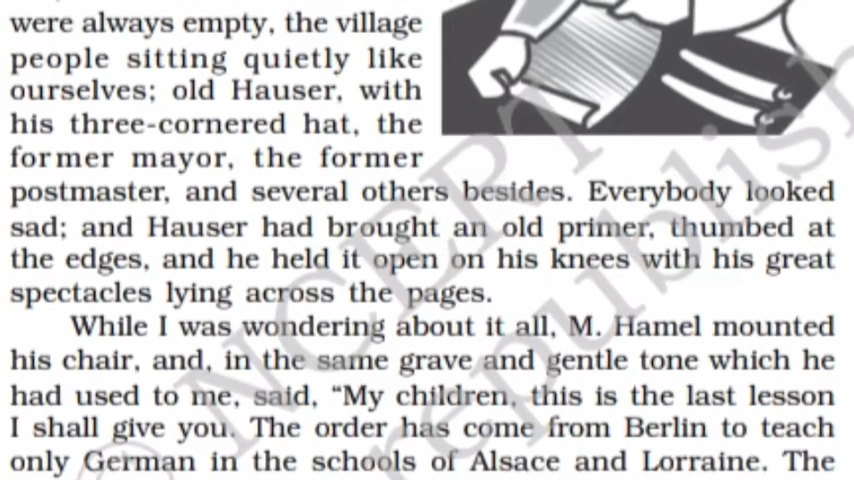 were always empty, the village
people sitting quietly like
ourselves; old Hauser, with
his three-cornered hat, the
former mayor, the former
postmaster, and several others besides. Everybody looked
sad; and Hauser had brought an old primer, thumbed at
the edges, and he held it open on his knees with his great
spectacles lying across the pages.
While I was wondering about it all, M. Hamel mounted
his chair, and, in the same grave and gentle tone which he
had used to me, said, “My children, this is the last lesson
I shall give you. The order has come from Berlin to teach
only German in the schools of Alsace and Lorraine. The
© NCERT
republish